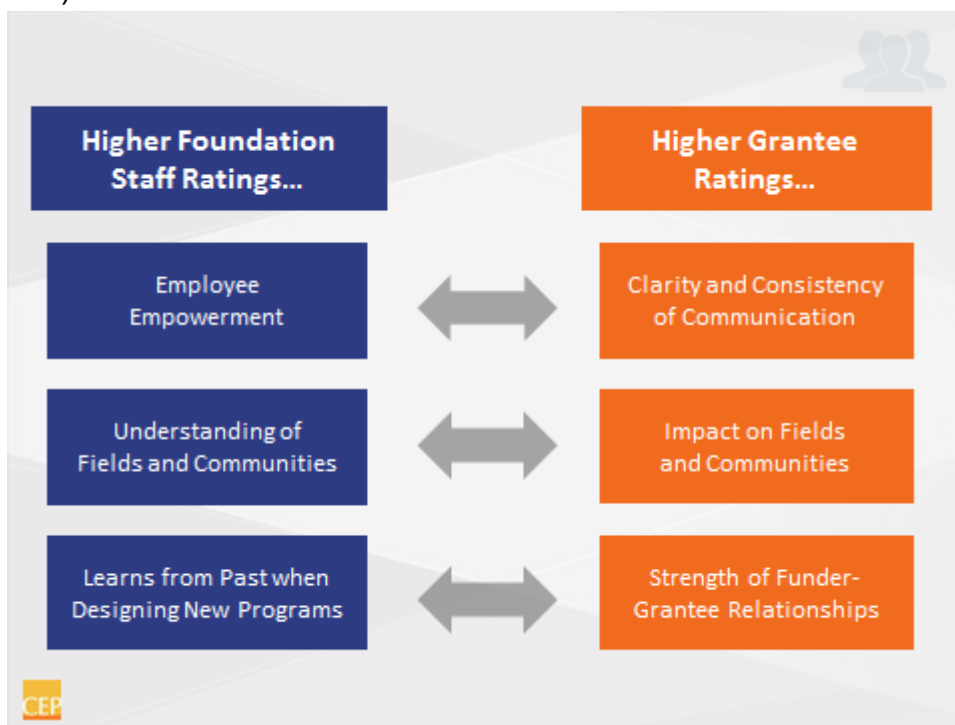 Higher Foundation
Staff Ratings...
Higher Grantee
Ratings...
Employee
Empowerment
Clarity and Consistency
of Communication
Understanding of
Fields and Communities
Impact on Fields
and Communities
Learns from Past when
Designing New Programs
Strength of Funder-
Grantee Relationships
CEP